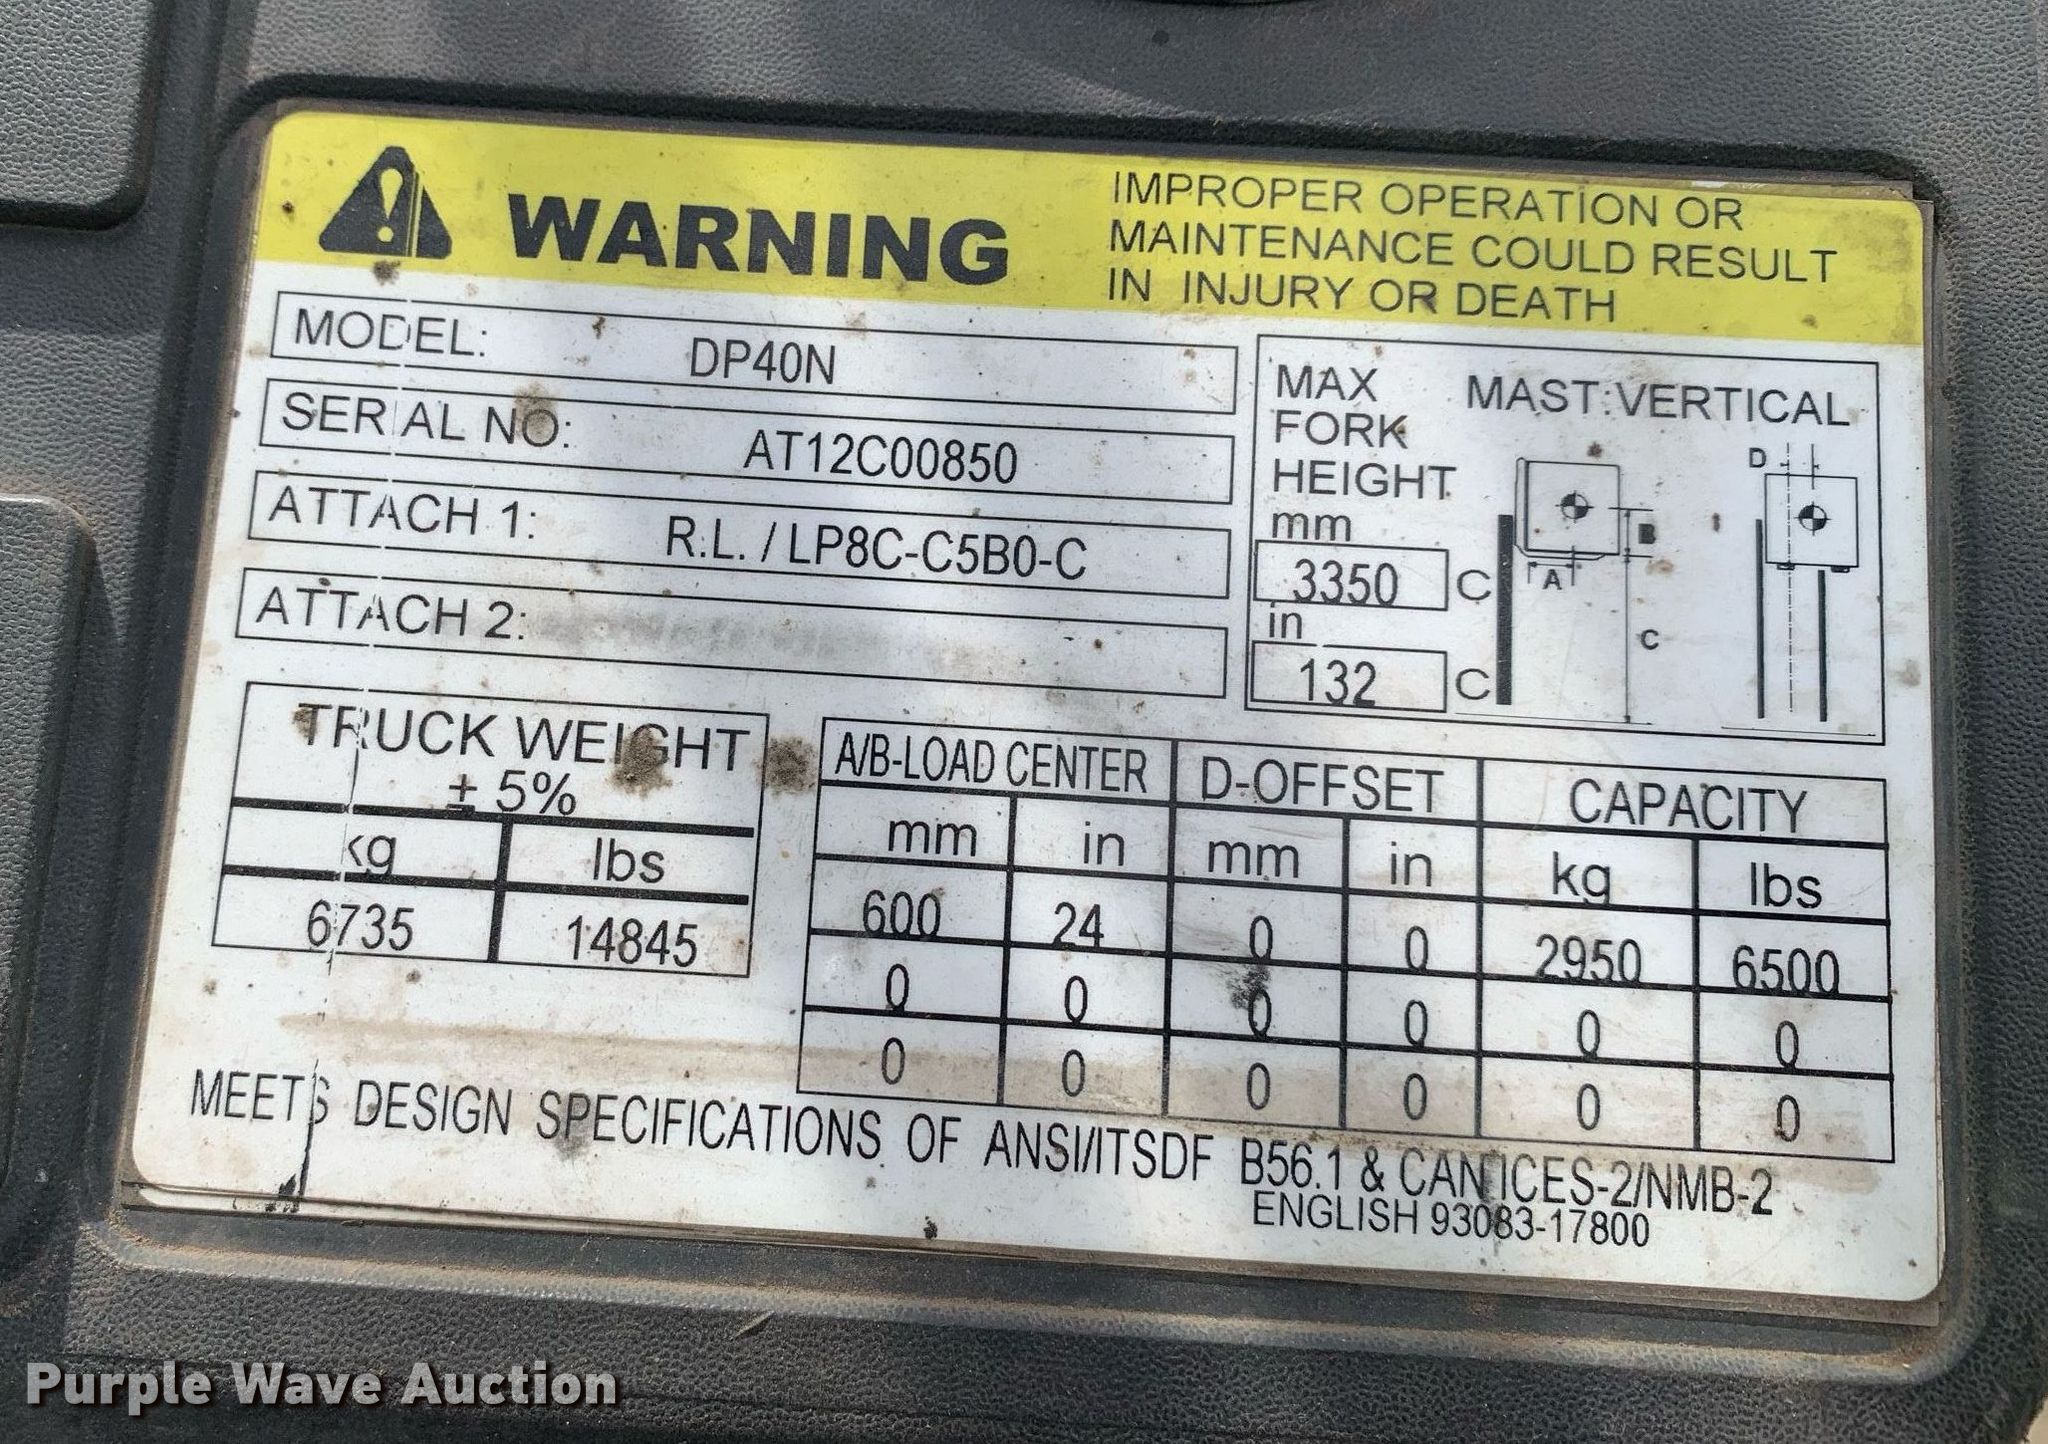 WARNING
IMPROPER OPERATION OR
MAINTENANCE COULD RESULT
IN INJURY OR DEATH
MODEL: DP40N
SERIAL NO: AT12C00850
ATTACH 1: R.L. / LP8C-C5B0-C
ATTACH 2:
MAX
FORK
HEIGHT
mm
3350 C
in
132 C
MAST:VERTICAL
D
B
A
C
TRUCK WEIGHT
± 5%
kg lbs
6735 14845
A/B-LOAD CENTER D-OFFSET CAPACITY
mm in mm in kg lbs
600 24 0 0 2950 6500
0 0 0 0 0 0
0 0 0 0 0 0
MEETS DESIGN SPECIFICATIONS OF ANSI/ITSDF B56.1 & CAN ICES-2/NMB-2
ENGLISH 93083-17800
Purple Wave Auction